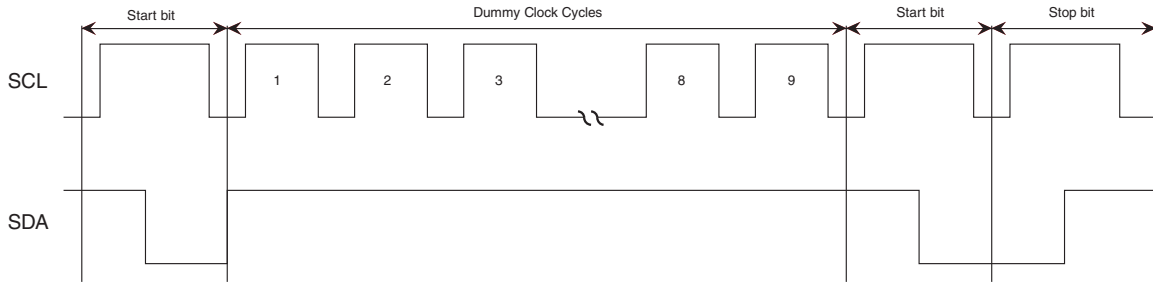 Start bit Dummy Clock Cycles Start bit Stop bit
SCL 1 2 3 8 9
SDA